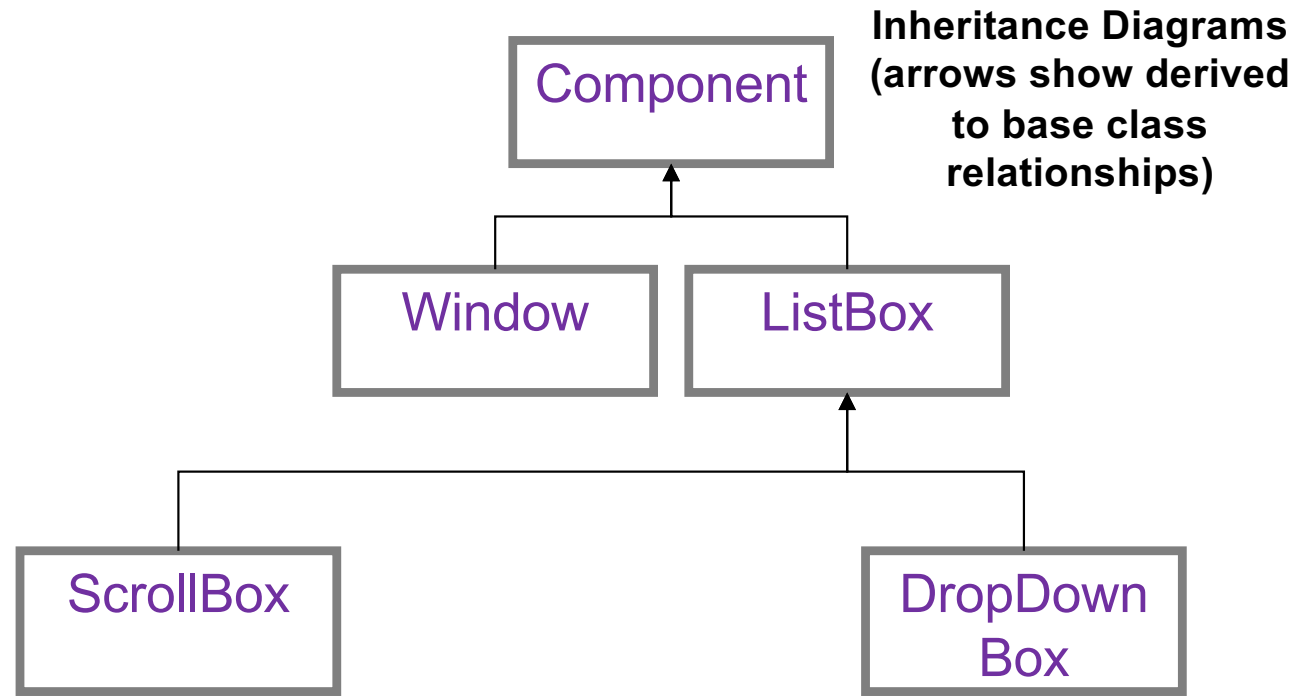 Inheritance Diagrams
(arrows show derived
to base class
relationships)
Component
Window
ListBox
ScrollBox
DropDown
Box